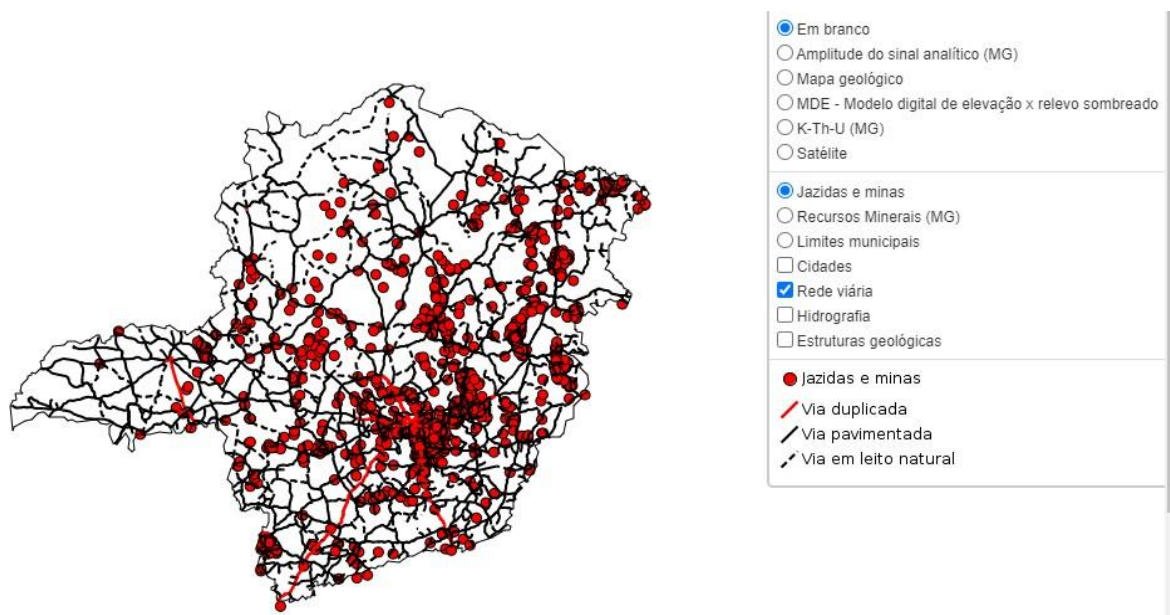 Em branco
Amplitude do sinal analítico (MG)
Mapa geológico
MDE - Modelo digital de elevação x relevo sombreado
K-Th-U (MG)
Satélite
Jazidas e minas
Recursos Minerais (MG)
Limites municipais
Cidades
Rede viária
Hidrografia
Estruturas geológicas
Jazidas e minas
Via duplicada
Via pavimentada
Via em leito natural